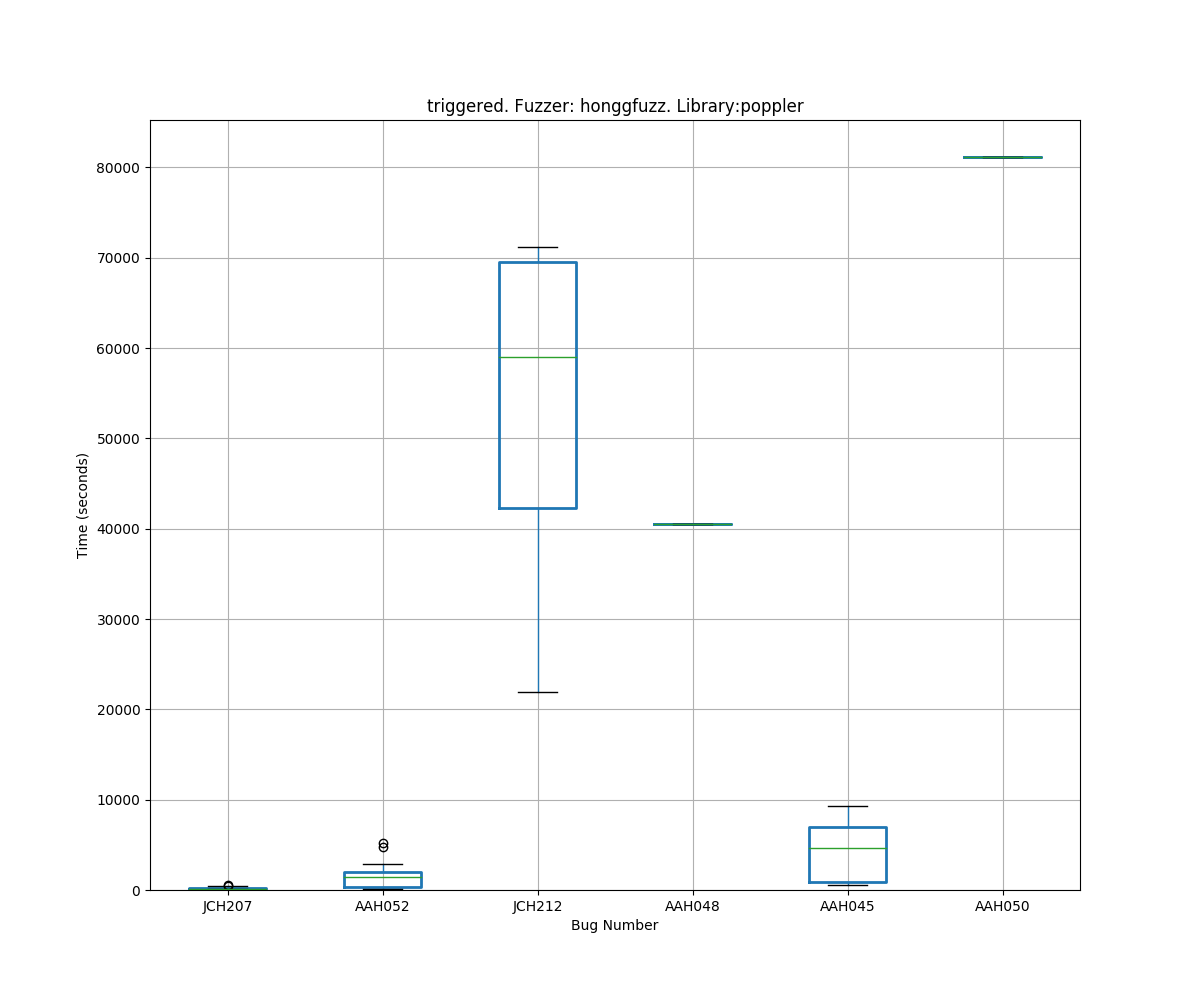 triggered. Fuzzer: honggfuzz. Library:poppler
80000
70000
60000
50000
40000
30000
20000
10000
0
Time (seconds)
JCH207 AAH052 JCH212 AAH048 AAH045 AAH050
Bug Number